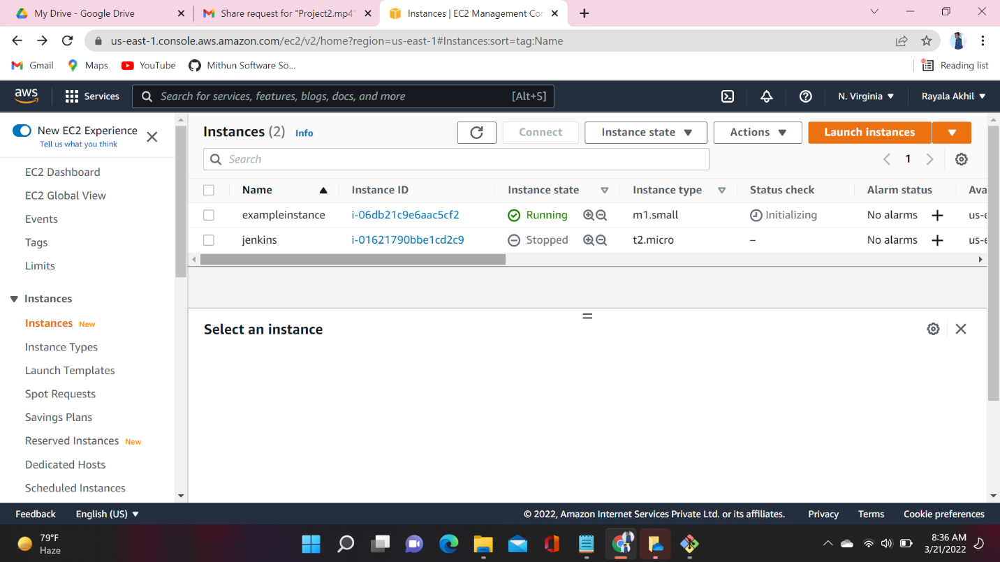 My Drive - Google Drive
Share request for "Project2.mp4"
Instances | EC2 Management Con
us-east-1.console.aws.amazon.com/ec2/v2/home?region=us-east-1#Instances:sort=tag:Name
Gmail Maps YouTube Mithun Software So... Reading list
aws Services Search for services, features, blogs, docs, and more [Alt+S] N. Virginia Rayala Akhil
New EC2 Experience
Tell us what you think
EC2 Dashboard
EC2 Global View
Events
Tags
Limits
Instances
Instances New
Instance Types
Launch Templates
Spot Requests
Savings Plans
Reserved Instances New
Dedicated Hosts
Scheduled Instances
Instances (2) Info Connect Instance state Actions Launch instances
Search 1
Name Instance ID Instance state Instance type Status check Alarm status Ava
exampleinstance i-06db21c9e6aac5cf2 Running m1.small Initializing No alarms + us-e
jenkins i-01621790bbe1cd2c9 Stopped t2.micro – No alarms + us-e
Select an instance
Feedback English (US) © 2022, Amazon Internet Services Private Ltd. or its affiliates. Privacy Terms Cookie preferences
79°F
Haze
8:36 AM
3/21/2022